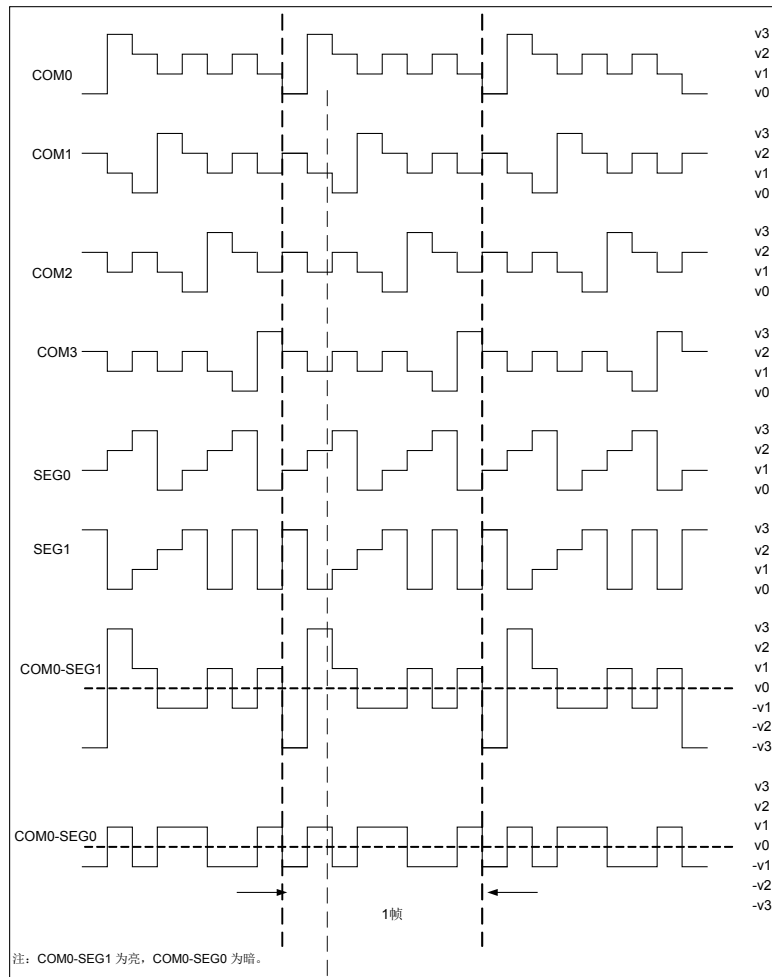 COM0
v3
v2
v1
v0
COM1
v3
v2
v1
v0
COM2
v3
v2
v1
v0
COM3
v3
v2
v1
v0
SEG0
v3
v2
v1
v0
SEG1
v3
v2
v1
v0
COM0-SEG1
v3
v2
v1
v0
-v1
-v2
-v3
COM0-SEG0
v3
v2
v1
v0
-v1
-v2
-v3
1帧
注：COM0-SEG1 为亮，COM0-SEG0 为暗。